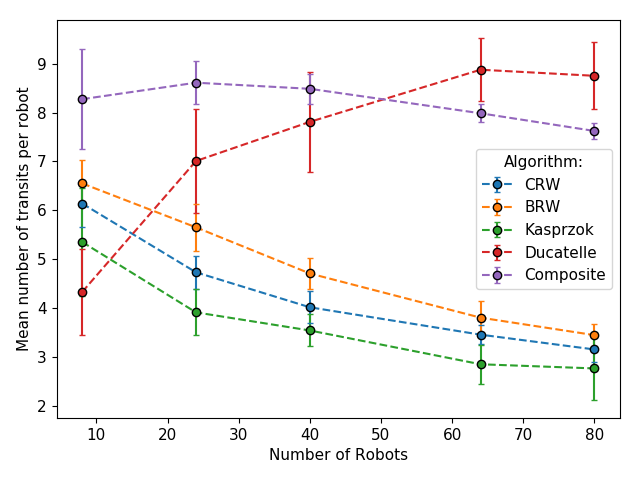 9
8
7
6
5
4
3
2
Mean number of transits per robot
10
20
30
40
50
60
70
80
Number of Robots
Algorithm:
CRW
BRW
Kasprzok
Ducatelle
Composite